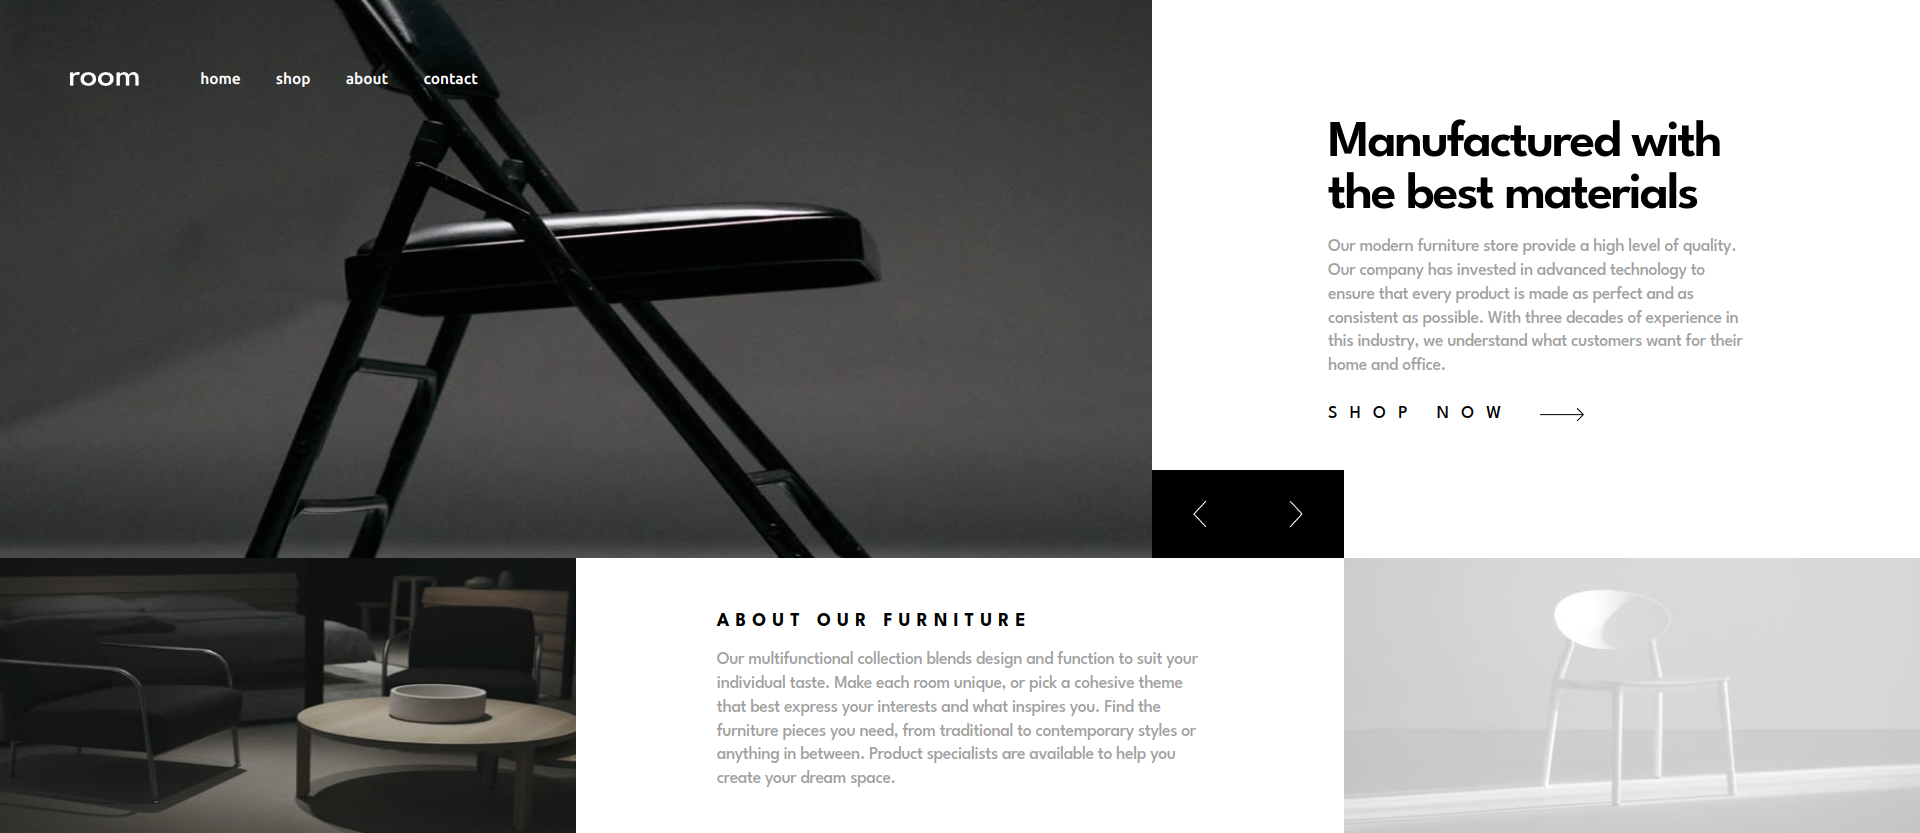 room
home shop about contact
Manufactured with
the best materials
Our modern furniture store provide a high level of quality.
Our company has invested in advanced technology to
ensure that every product is made as perfect and as
consistent as possible. With three decades of experience in
this industry, we understand what customers want for their
home and office.
SHOP NOW
ABOUT OUR FURNITURE
Our multifunctional collection blends design and function to suit your
individual taste. Make each room unique, or pick a cohesive theme
that best express your interests and what inspires you. Find the
furniture pieces you need, from traditional to contemporary styles or
anything in between. Product specialists are available to help you
create your dream space.